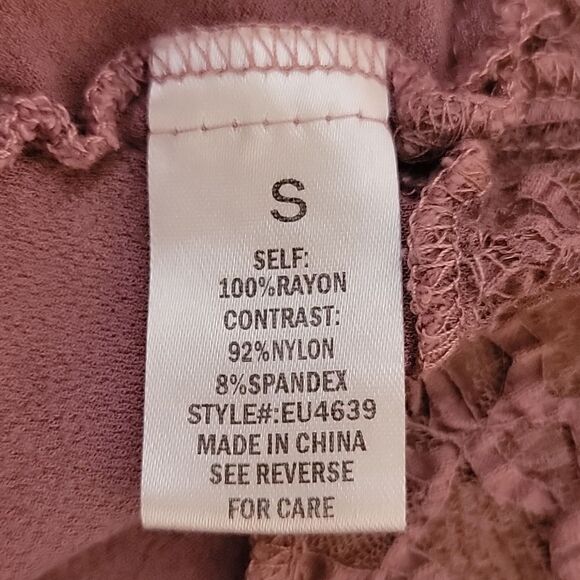 S
SELF:
100%RAYON
CONTRAST:
92%NYLON
8%SPANDEX
STYLE#:EU4639
MADE IN CHINA
SEE REVERSE
FOR CARE